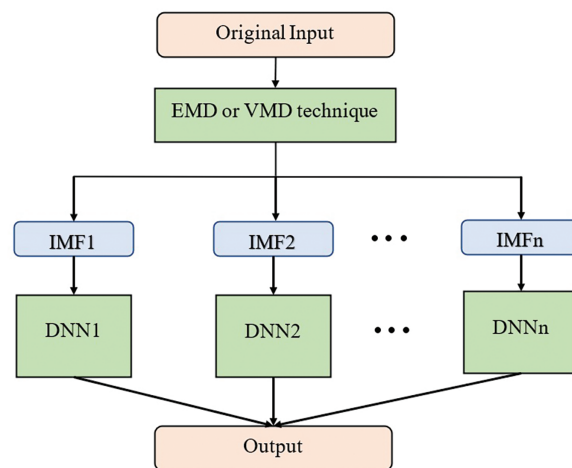 Original Input
EMD or VMD technique
IMF1
IMF2
IMFn
DNN1
DNN2
DNNn
Output